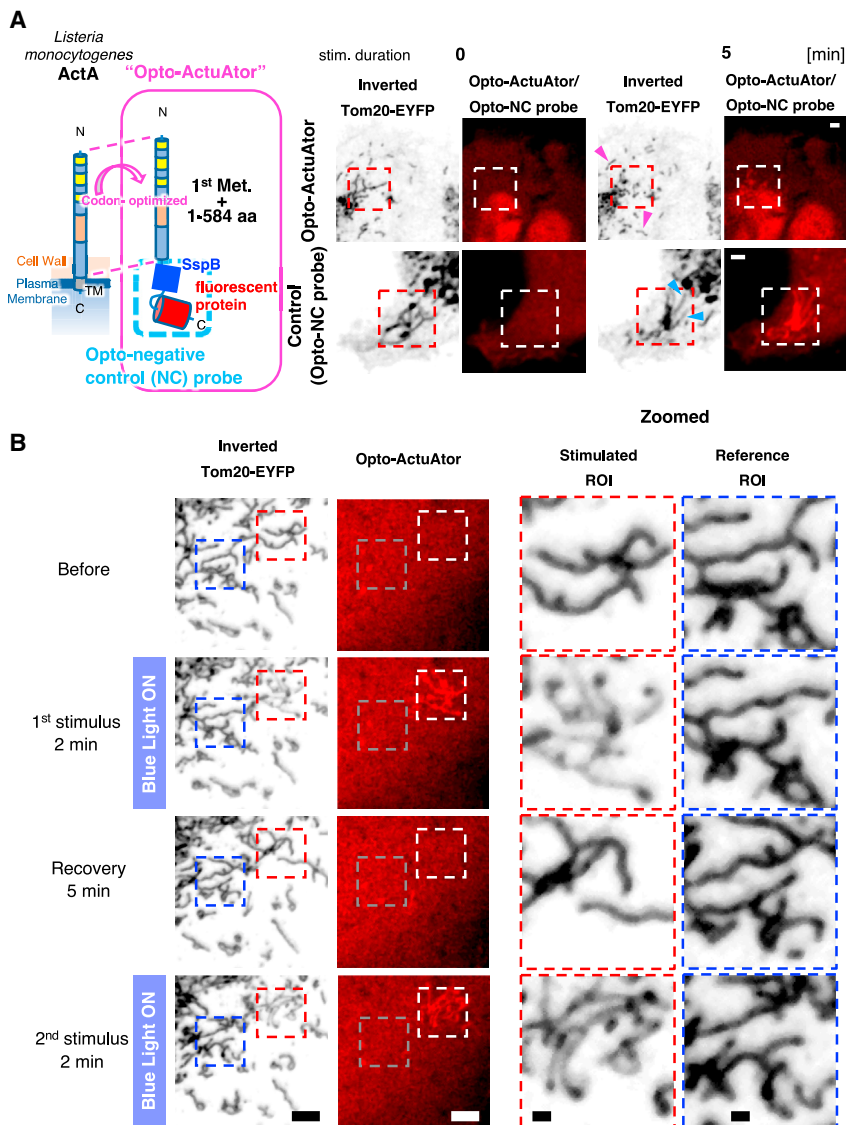 A
Listeria
monocytogenes
ActA
"Opto-ActuAtor"
N
N
Codon- optimized
1st Met.
+
1-584 aa
Cell Wall
Plasma
Membrane
TM
C
SspB
fluorescent
protein
C
Opto-negative
control (NC) probe
stim. duration
0
5
[min]
Inverted
Tom20-EYFP
Opto-ActuAtor/
Opto-NC probe
Inverted
Tom20-EYFP
Opto-ActuAtor/
Opto-NC probe
Opto-ActuAtor
Control
(Opto-NC probe)
B
Inverted
Tom20-EYFP
Opto-ActuAtor
Zoomed
Stimulated
ROI
Reference
ROI
Before
1st stimulus
2 min
Blue Light ON
Recovery
5 min
2nd stimulus
2 min
Blue Light ON